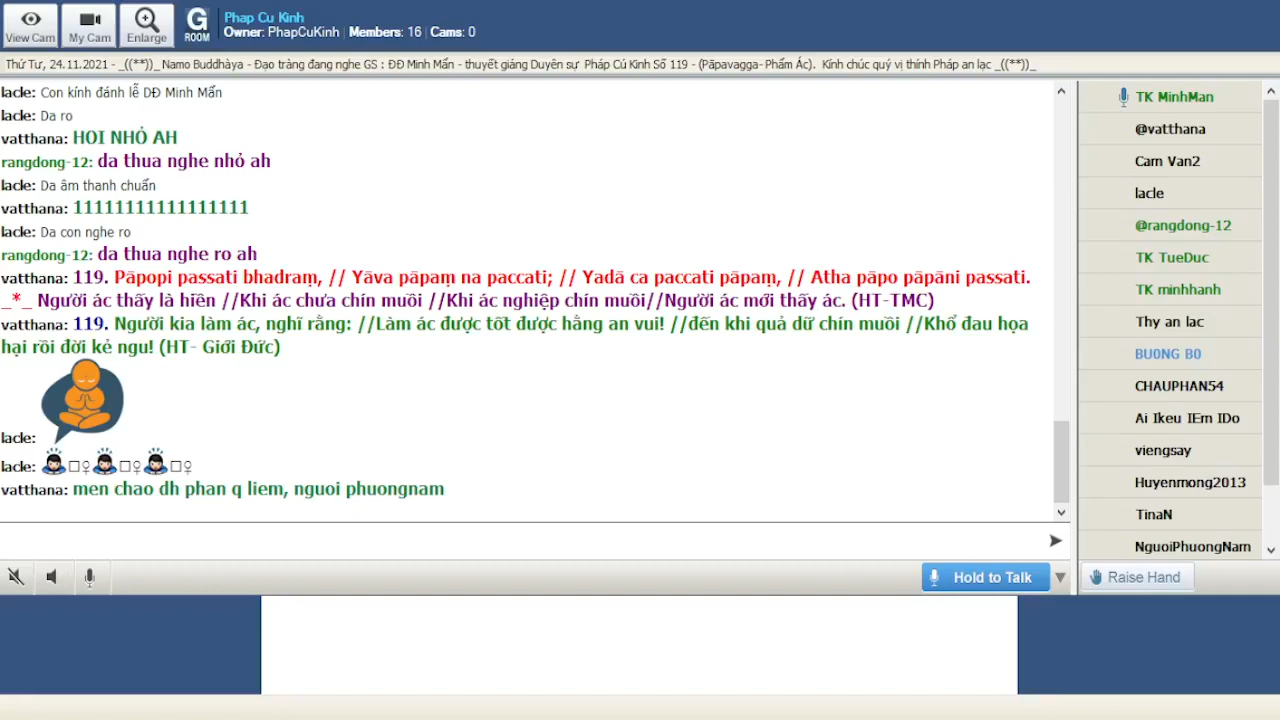 View Cam
My Cam
Enlarge
G
ROOM
Phap Cu Kinh
Owner: PhapCuKinh | Members: 16 | Cams: 0
Thứ Tư, 24.11.2021 - _((**))_ Namo Buddhàya - Đạo tràng đang nghe GS : ĐĐ Minh Mẩn - thuyết giảng Duyên sự Pháp Cú Kinh Số 119 - (Pāpavagga- Phẩm Ác). Kính chúc quý vị thính Pháp an lạc _((**))_
lacle: Con kính đánh lễ DĐ Minh Mẩn
lacle: Da ro
vatthana: HOI NHỎ AH
rangdong-12: da thua nghe nhỏ ah
lacle: Da âm thanh chuẩn
vatthana: 11111111111111111
lacle: Da con nghe ro
rangdong-12: da thua nghe ro ah
vatthana: 119. Pāpopi passati bhadraṃ, // Yāva pāpaṃ na paccati; // Yadā ca paccati pāpaṃ, // Atha pāpo pāpāni passati.
_*_ Người ác thấy là hiền //Khi ác chưa chín muồi //Khi ác nghiệp chín muồi//Người ác mới thấy ác. (HT-TMC)
vatthana: 119. Người kia làm ác, nghĩ rằng: //Làm ác được tốt được hằng an vui! //đến khi quả dữ chín muồi //Khổ đau họa
hại rồi đời kẻ ngu! (HT- Giới Đức)
lacle:
lacle: □♀□♀□♀
vatthana: men chao dh phan q liem, nguoi phuongnam
TK MinhMan
@vatthana
Cam Van2
lacle
@rangdong-12
TK TueDuc
TK minhhanh
Thy an lac
BU0NG B0
CHAUPHAN54
Ai Ikeu IEm IDo
viengsay
Huyenmong2013
TinaN
NguoiPhuongNam
Hold to Talk
Raise Hand